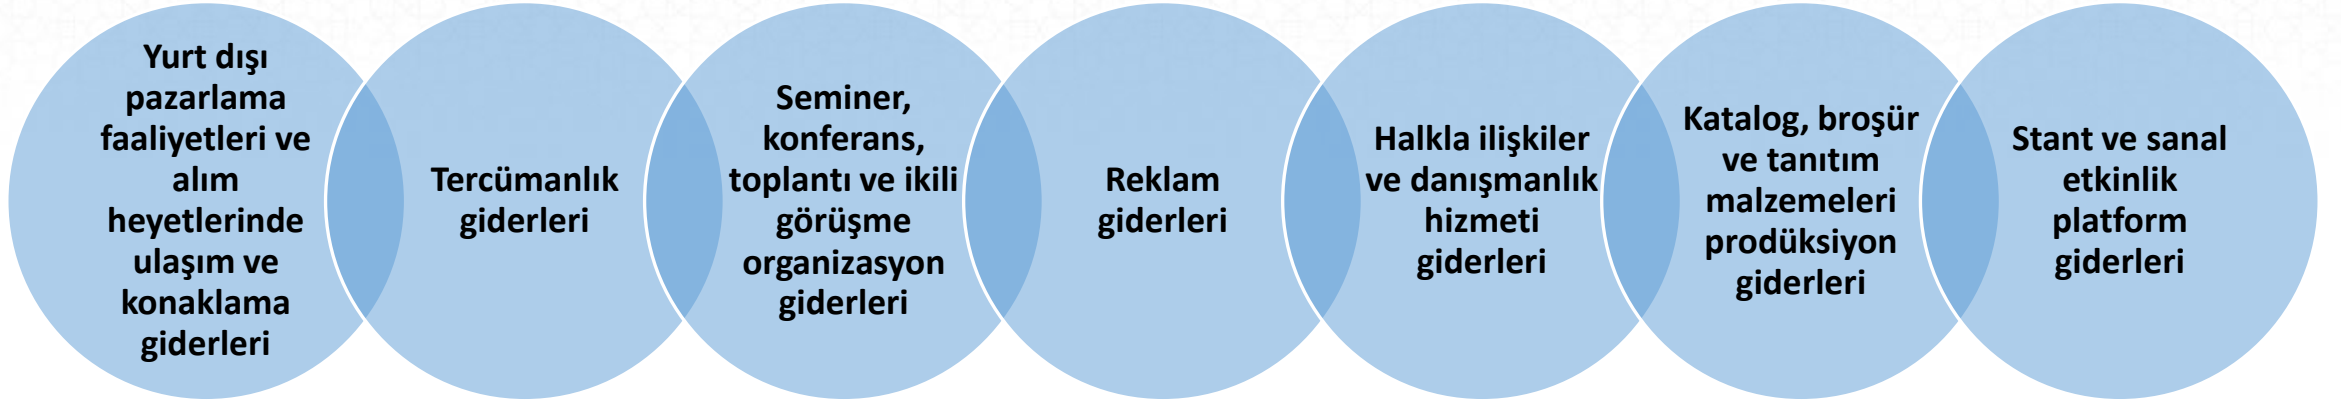 Yurt dışı
pazarlama
faaliyetleri ve
alım
heyetlerinde
ulaşım ve
konaklama
giderleri
Tercümanlık
giderleri
Seminer,
konferans,
toplantı ve ikili
görüşme
organizasyon
giderleri
Reklam
giderleri
Halkla ilişkiler
ve danışmanlık
hizmeti
giderleri
Katalog, broşür
ve tanıtım
malzemeleri
prodüksiyon
giderleri
Stant ve sanal
etkinlik
platform
giderleri